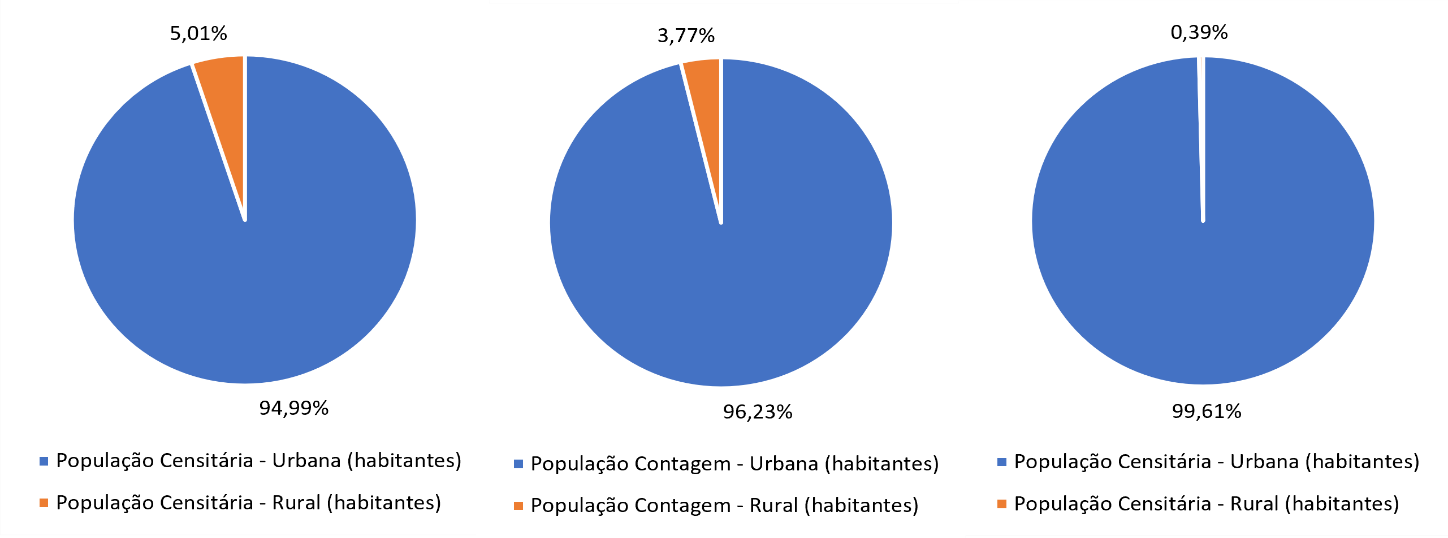 5,01%
94,99%
População Censitária - Urbana (habitantes)
População Censitária - Rural (habitantes)
3,77%
96,23%
População Contagem - Urbana (habitantes)
População Contagem - Rural (habitantes)
0,39%
99,61%
População Censitária - Urbana (habitantes)
População Censitária - Rural (habitantes)